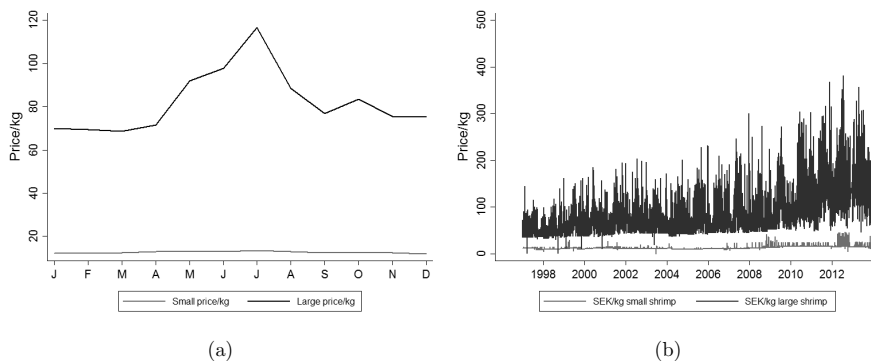 Price/kg
120
100
80
60
40
20
J F M A M J J A S O N D
Small price/kg Large price/kg
(a)
Price/kg
500
400
300
200
100
0
1998 2000 2002 2004 2006 2008 2010 2012
SEK/kg small shrimp SEK/kg large shrimp
(b)